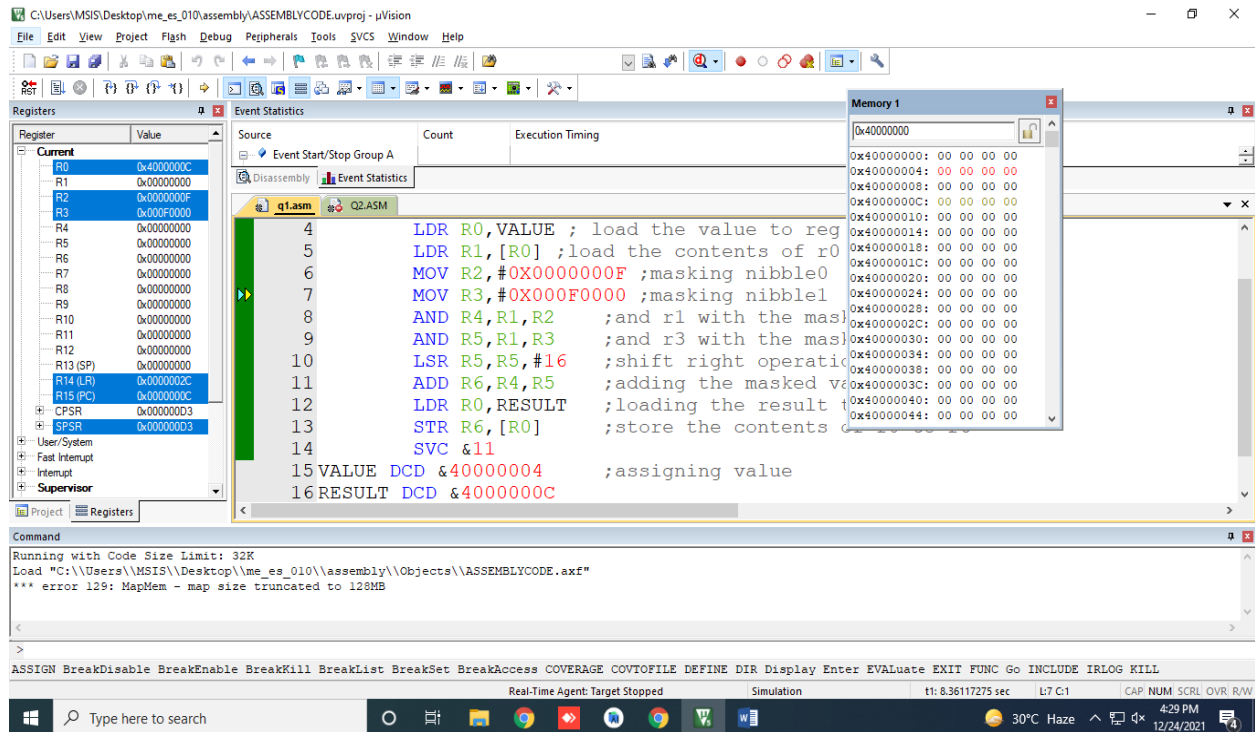 C:\Users\MSIS\Desktop\me_es_010\assembly\ASSEMBLYCODE.uvproj - µVision
File Edit View Project Flash Debug Peripherals Tools SVCS Window Help
RST
Registers
Register Value
Current
R0 0x4000000C
R1 0x00000000
R2 0x0000000F
R3 0x000F0000
R4 0x00000000
R5 0x00000000
R6 0x00000000
R7 0x00000000
R8 0x00000000
R9 0x00000000
R10 0x00000000
R11 0x00000000
R12 0x00000000
R13 (SP) 0x00000000
R14 (LR) 0x0000002C
R15 (PC) 0x0000000C
CPSR 0x000000D3
SPSR 0x000000D3
User/System
Fast Interrupt
Interrupt
Supervisor
Project Registers
Event Statistics
Source Count Execution Timing
Event Start/Stop Group A
Disassembly Event Statistics
q1.asm Q2.ASM
4 LDR R0,VALUE ; load the value to reg
5 LDR R1,[R0] ;load the contents of r0
6 MOV R2,#0X0000000F ;masking nibble0
7 MOV R3,#0X000F0000 ;masking nibble1
8 AND R4,R1,R2 ;and r1 with the mask
9 AND R5,R1,R3 ;and r3 with the mask
10 LSR R5,R5,#16 ;shift right operatio
11 ADD R6,R4,R5 ;adding the masked va
12 LDR R0,RESULT ;loading the result t
13 STR R6,[R0] ;store the contents
14 SVC &11
15 VALUE DCD &40000004 ;assigning value
16 RESULT DCD &4000000C
Memory 1
0x40000000
0x40000000: 00 00 00 00
0x40000004: 00 00 00 00
0x40000008: 00 00 00 00
0x4000000C: 00 00 00 00
0x40000010: 00 00 00 00
0x40000014: 00 00 00 00
0x40000018: 00 00 00 00
0x4000001C: 00 00 00 00
0x40000020: 00 00 00 00
0x40000024: 00 00 00 00
0x40000028: 00 00 00 00
0x4000002C: 00 00 00 00
0x40000030: 00 00 00 00
0x40000034: 00 00 00 00
0x40000038: 00 00 00 00
0x4000003C: 00 00 00 00
0x40000040: 00 00 00 00
0x40000044: 00 00 00 00
Command
Running with Code Size Limit: 32K
Load "C:\\Users\\MSIS\\Desktop\\me_es_010\\assembly\\Objects\\ASSEMBLYCODE.axf"
*** error 129: MapMem - map size truncated to 128MB
>
ASSIGN BreakDisable BreakEnable BreakKill BreakList BreakSet BreakAccess COVERAGE COVTOFILE DEFINE DIR Display Enter EVALuate EXIT FUNC Go INCLUDE IRLOG KILL
Real-Time Agent: Target Stopped Simulation t1: 8.36117275 sec L:7 C:1 CAP NUM SCRL OVR R/W
Type here to search
30°C Haze
4:29 PM
12/24/2021
4